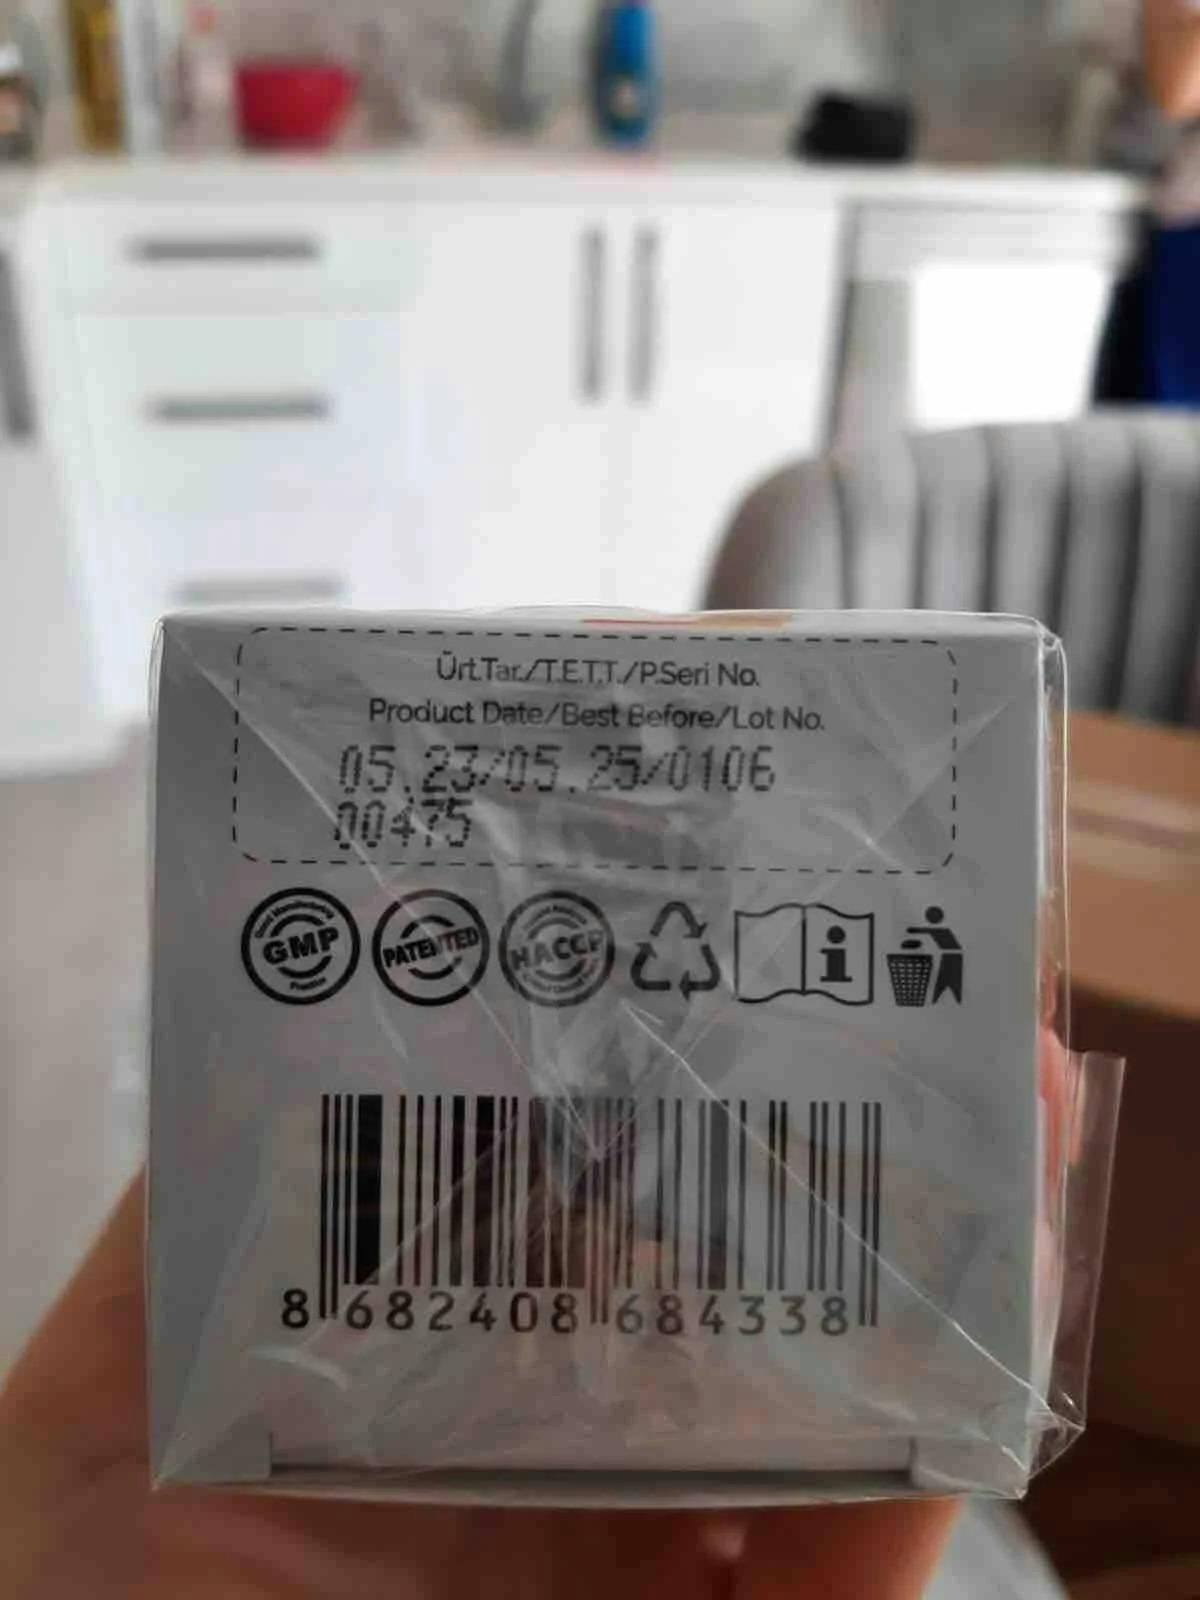 Ürt.Tar./T.E.T.T./P.Seri No.
Product Date/Best Before/Lot No.
05.23/05.25/0106
00475
GMP
PATENTED
HACCP
8 682408 684338